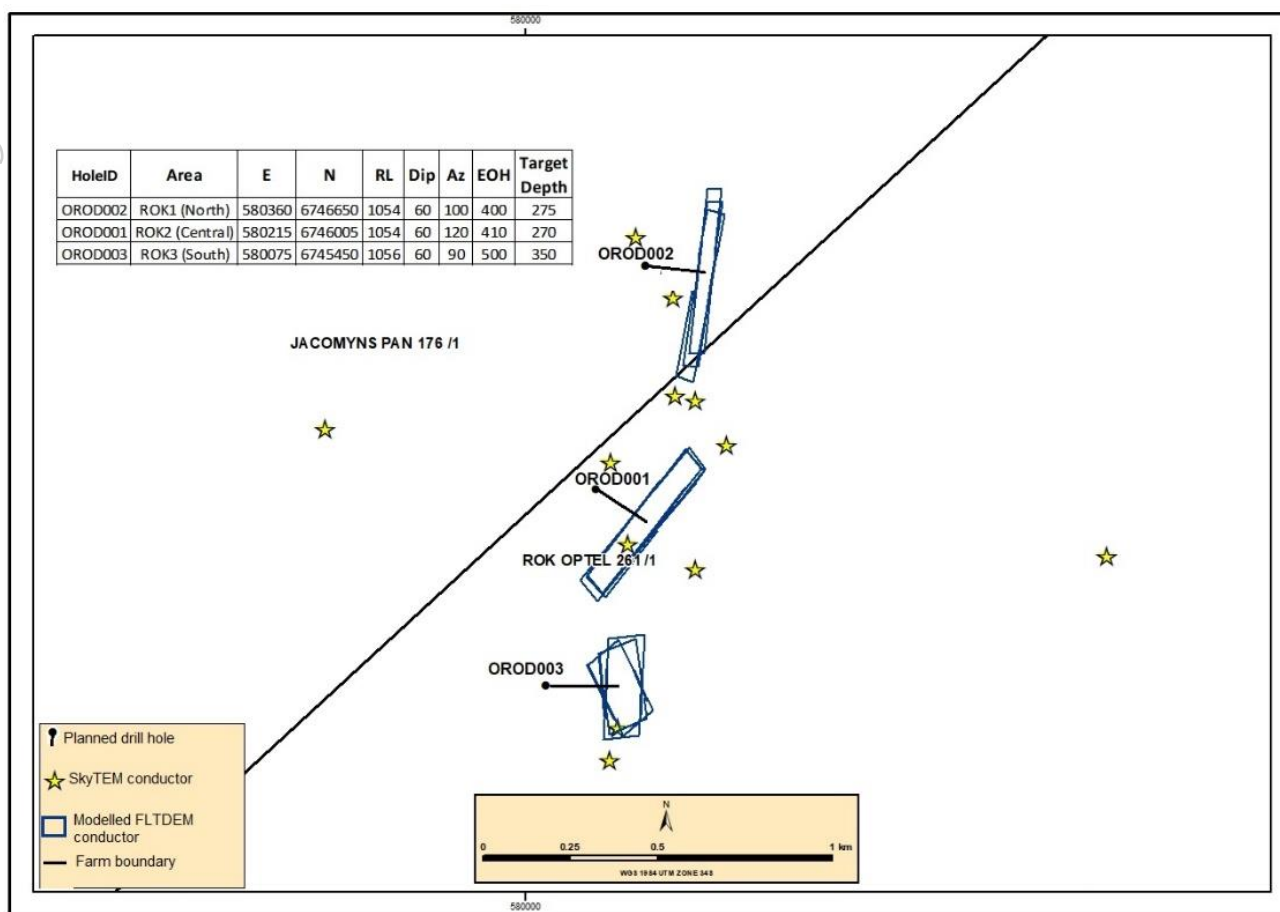 580000
HoleID Area E N RL Dip Az EOH Target Depth
OROD002 ROK1 (North) 580360 6746650 1054 60 100 400 275
OROD001 ROK2 (Central) 580215 6746005 1054 60 120 410 270
OROD003 ROK3 (South) 580075 6745450 1056 60 90 500 350
OROD002
JACOMYNS PAN 176 /1
OROD001
ROK OPTEL 261 /1
OROD003
Planned drill hole
SkyTEM conductor
Modelled FLTDEM
conductor
Farm boundary
N
0 0.25 0.5 1 km
WGS 1984 UTM ZONE 34S
580000